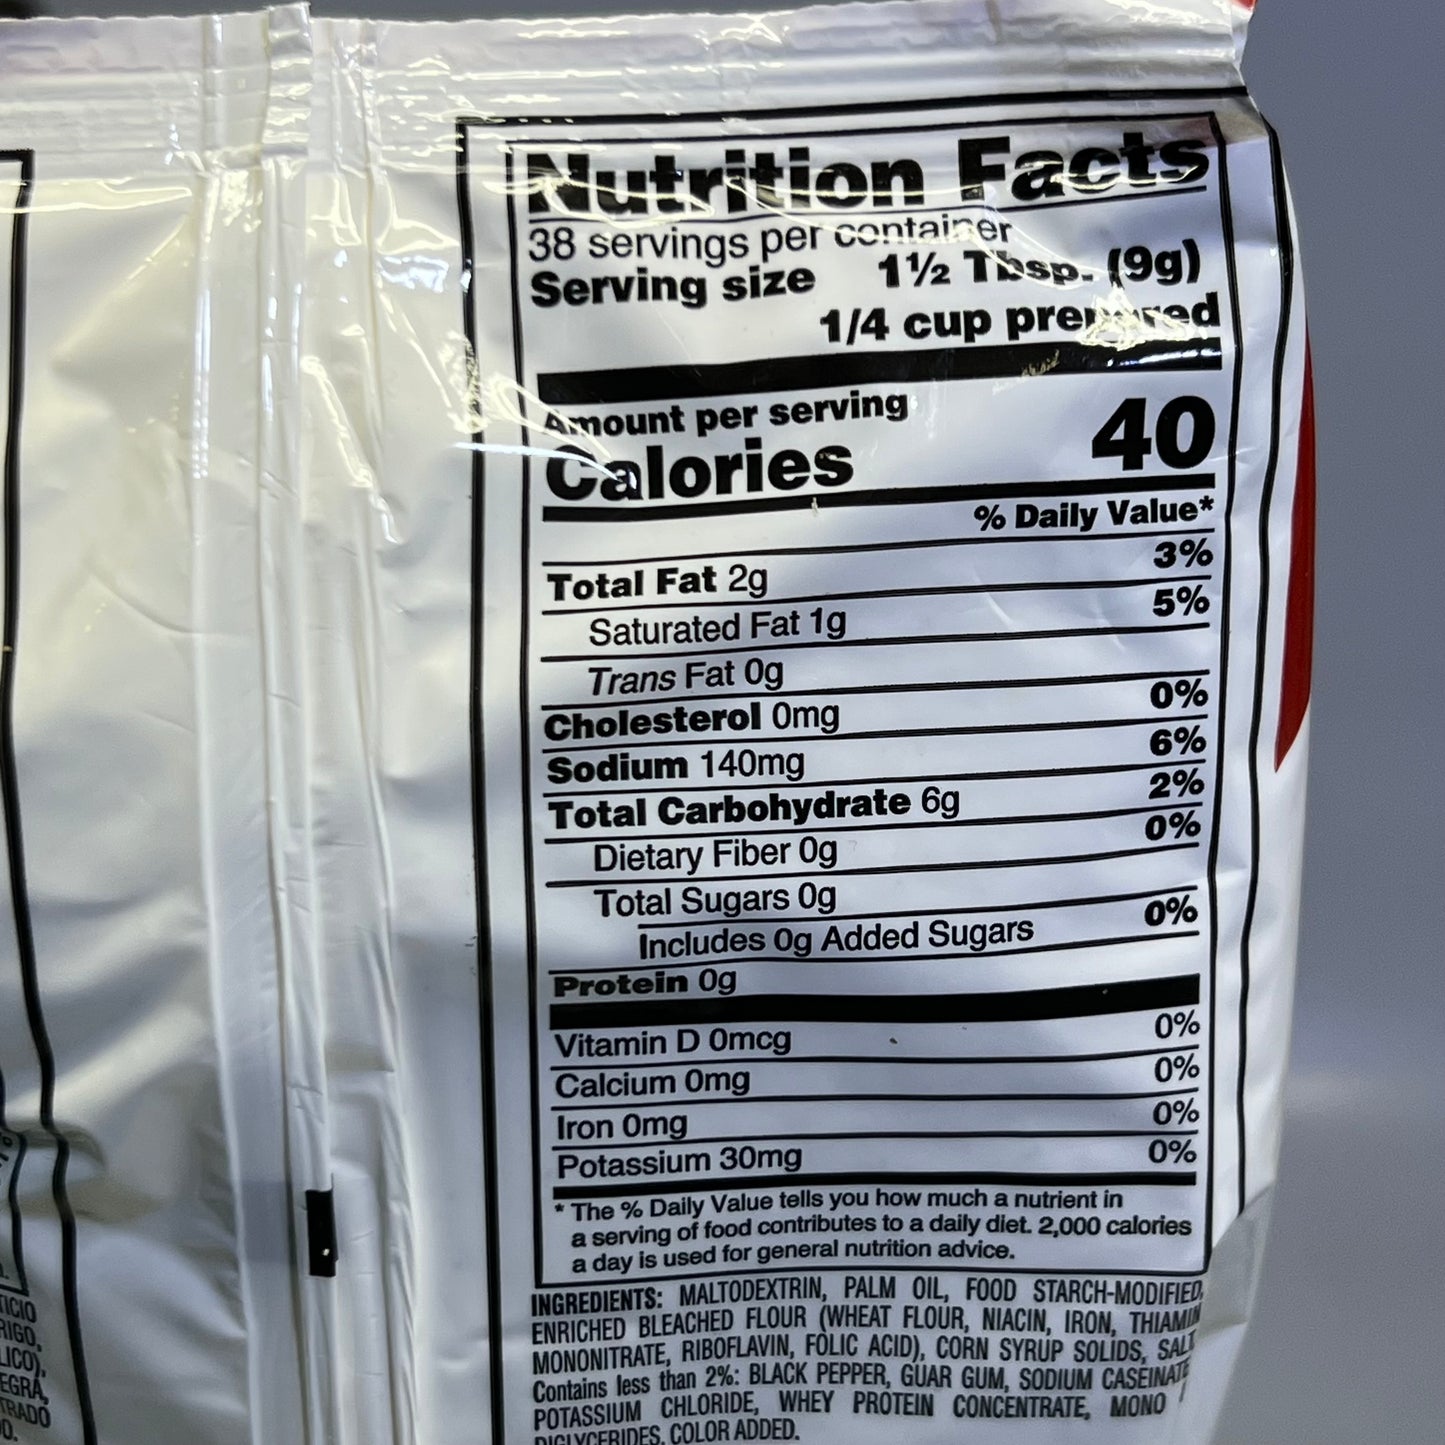 Nutrition Facts
38 servings per container
Serving size 1½ Tbsp. (9g)
1/4 cup prepared
Amount per serving
Calories 40
% Daily Value*
Total Fat 2g 3%
Saturated Fat 1g 5%
Trans Fat 0g
Cholesterol 0mg 0%
Sodium 140mg 6%
Total Carbohydrate 6g 2%
Dietary Fiber 0g 0%
Total Sugars 0g
Includes 0g Added Sugars 0%
Protein 0g
Vitamin D 0mcg 0%
Calcium 0mg 0%
Iron 0mg 0%
Potassium 30mg 0%
* The % Daily Value tells you how much a nutrient in
a serving of food contributes to a daily diet. 2,000 calories
a day is used for general nutrition advice.
INGREDIENTS: MALTODEXTRIN, PALM OIL, FOOD STARCH-MODIFIED,
ENRICHED BLEACHED FLOUR (WHEAT FLOUR, NIACIN, IRON, THIAMIN
MONONITRATE, RIBOFLAVIN, FOLIC ACID), CORN SYRUP SOLIDS, SALT.
Contains less than 2%: BLACK PEPPER, GUAR GUM, SODIUM CASEINATE
POTASSIUM CHLORIDE, WHEY PROTEIN CONCENTRATE, MONO
DIGLYCERIDES, COLOR ADDED.